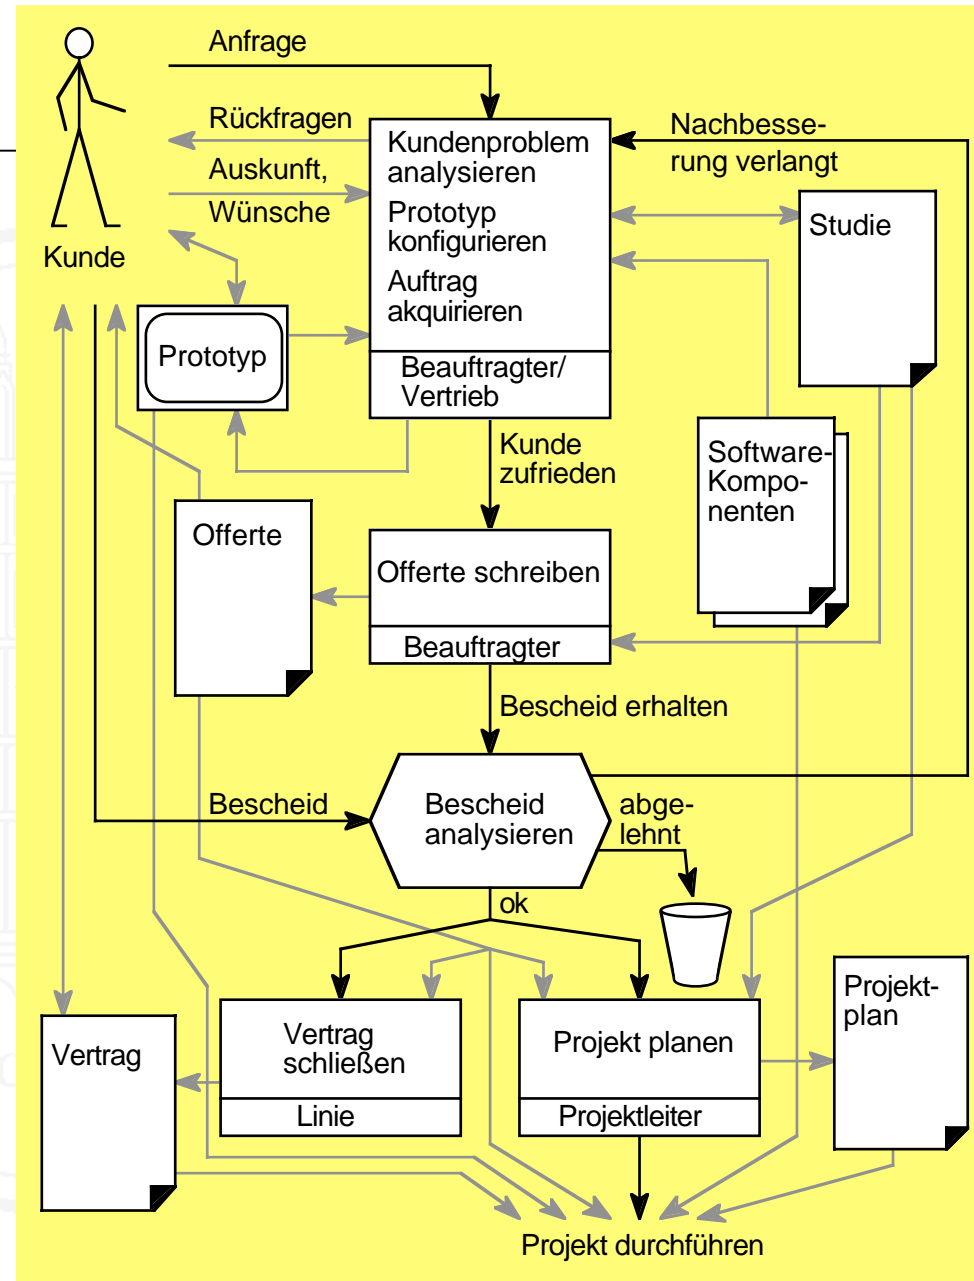 Anfrage
Rückfragen
Auskunft,
Wünsche
Kunde
Kundenproblem
analysieren
Prototyp
konfigurieren
Auftrag
akquirieren
Beauftragter/
Vertrieb
Nachbesse-
rung verlangt
Studie
Prototyp
Kunde
zufrieden
Software-
Kompo-
nenten
Offerte
Offerte schreiben
Beauftragter
Bescheid erhalten
Bescheid
Bescheid
analysieren
abge-
lehnt
ok
Vertrag
Vertrag
schließen
Linie
Projekt planen
Projektleiter
Projekt-
plan
Projekt durchführen